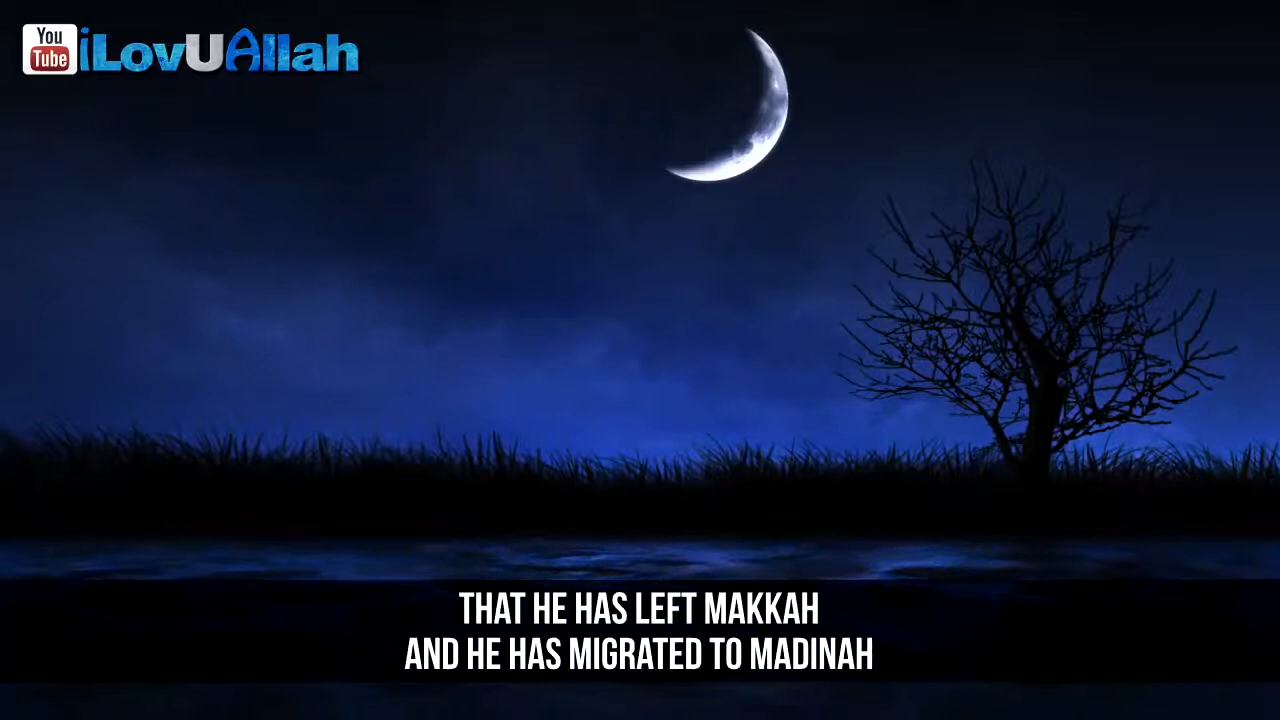 You
Tube
iLovUAllah
THAT HE HAS LEFT MAKKAH
AND HE HAS MIGRATED TO MADINAH